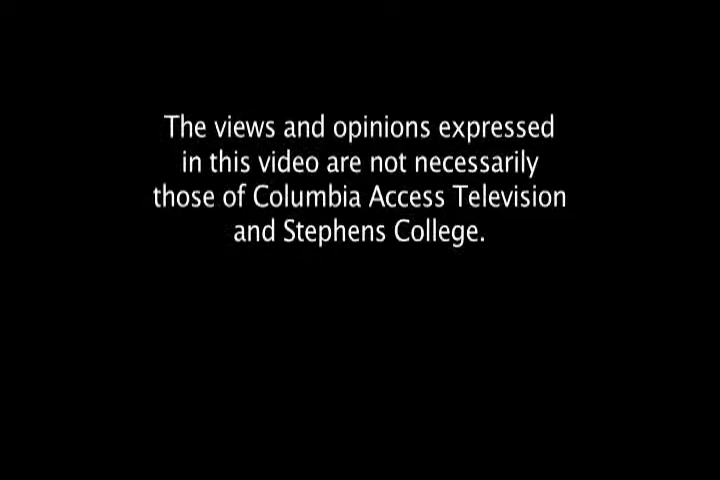 The views and opinions expressed
in this video are not necessarily
those of Columbia Access Television
and Stephens College.